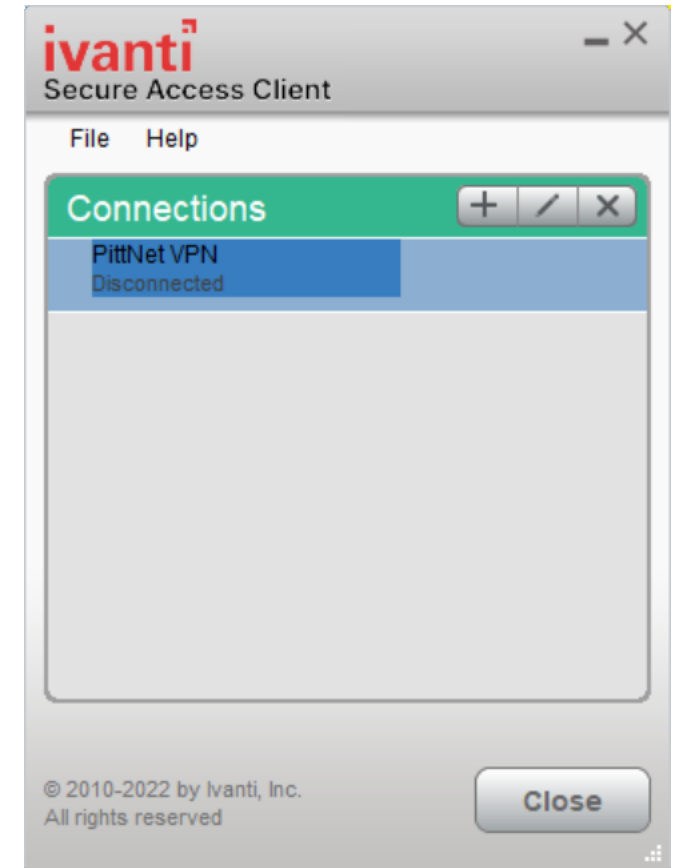 ivanti
Secure Access Client
File Help
Connections
PittNet VPN
Disconnected
© 2010-2022 by Ivanti, Inc.
All rights reserved
Close